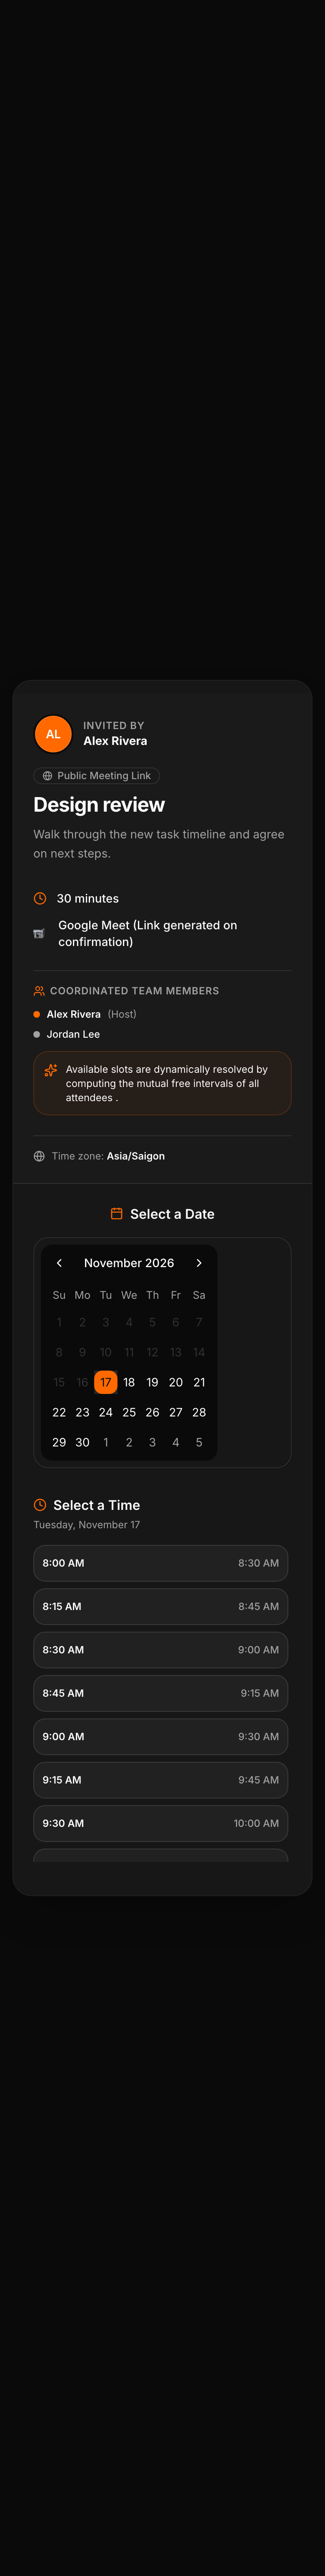 AL
INVITED BY
Alex Rivera
Public Meeting Link
Design review
Walk through the new task timeline and agree
on next steps.
30 minutes
Google Meet (Link generated on
confirmation)
COORDINATED TEAM MEMBERS
Alex Rivera (Host)
Jordan Lee
Available slots are dynamically resolved by
computing the mutual free intervals of all
attendees .
Time zone: Asia/Saigon
Select a Date
November 2026
Su Mo Tu We Th Fr Sa
1 2 3 4 5 6 7
8 9 10 11 12 13 14
15 16 17 18 19 20 21
22 23 24 25 26 27 28
29 30 1 2 3 4 5
Select a Time
Tuesday, November 17
8:00 AM 8:30 AM
8:15 AM 8:45 AM
8:30 AM 9:00 AM
8:45 AM 9:15 AM
9:00 AM 9:30 AM
9:15 AM 9:45 AM
9:30 AM 10:00 AM